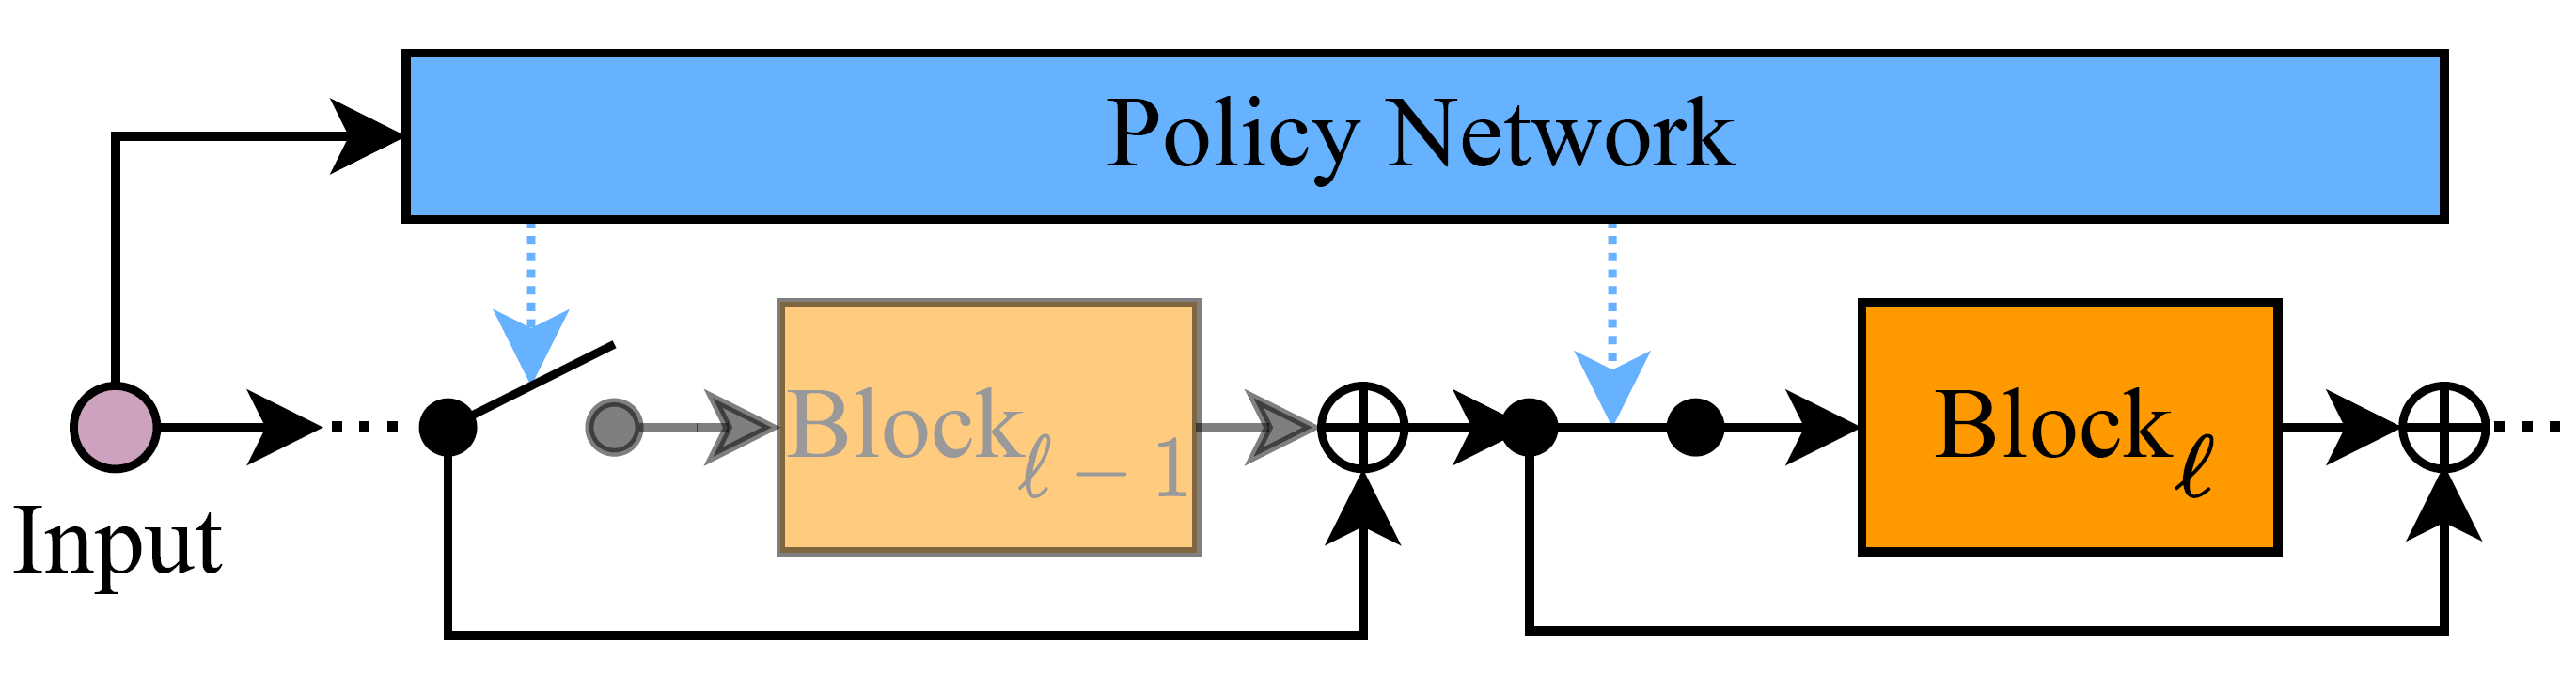 Policy Network
Blockℓ − 1
Blockℓ
Input